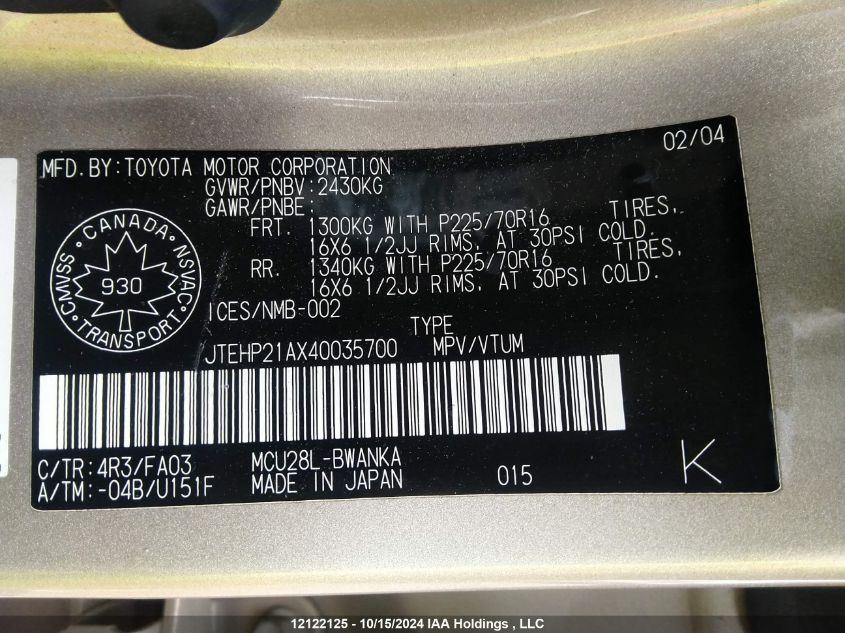 02/04
MFD. BY: TOYOTA MOTOR CORPORATION
GVWR/PNBV: 2430KG
GAWR/PNBE:
FRT. 1300KG WITH P225/70R16 TIRES,
16X6 1/2JJ RIMS, AT 30PSI COLD.
RR. 1340KG WITH P225/70R16 TIRES,
16X6 1/2JJ RIMS, AT 30PSI COLD.
CANADA
CMVSS 930 NSVAC
TRANSPORT
ICES/NMB-002
TYPE
JTEHP21AX40035700 MPV/VTUM
C/TR: 4R3/FA03 MCU28L-BWANKA
A/TM: -04B/U151F MADE IN JAPAN 015 K
12122125 - 10/15/2024 IAA Holdings , LLC